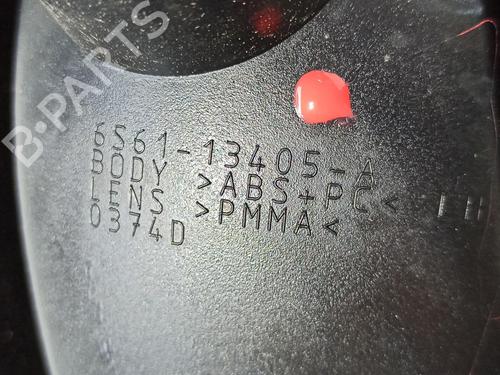 B-PARTS
6S61-13405-A
BODY >ABS+PC<
LENS >PMMA<
0374D